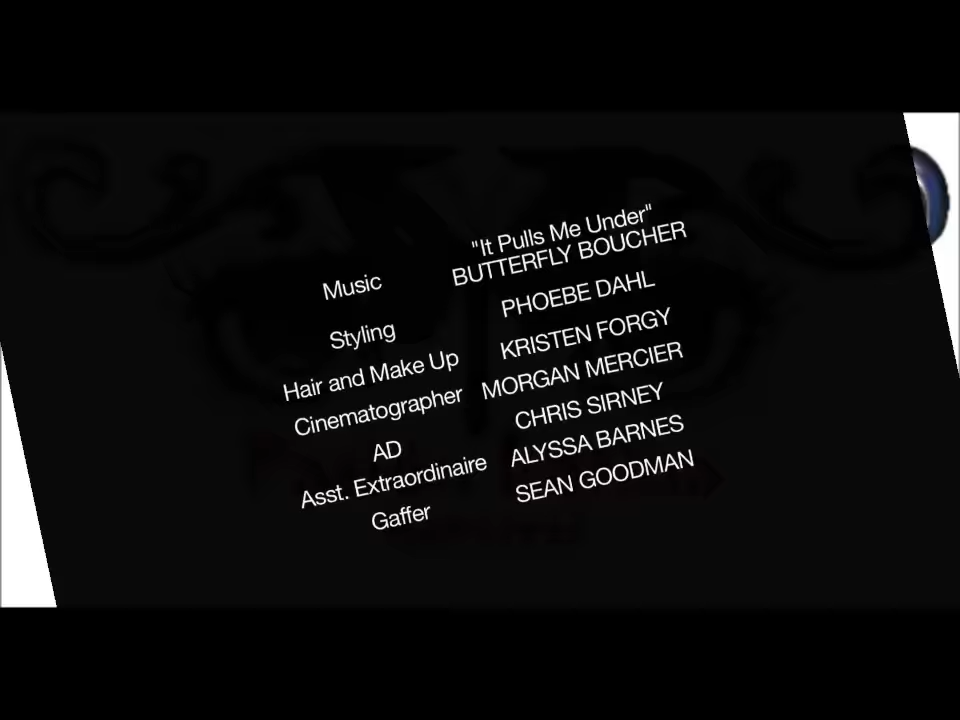 "It Pulls Me Under"
Music BUTTERFLY BOUCHER
Styling PHOEBE DAHL
Hair and Make Up KRISTEN FORGY
Cinematographer MORGAN MERCIER
AD CHRIS SIRNEY
Asst. Extraordinaire ALYSSA BARNES
Gaffer SEAN GOODMAN